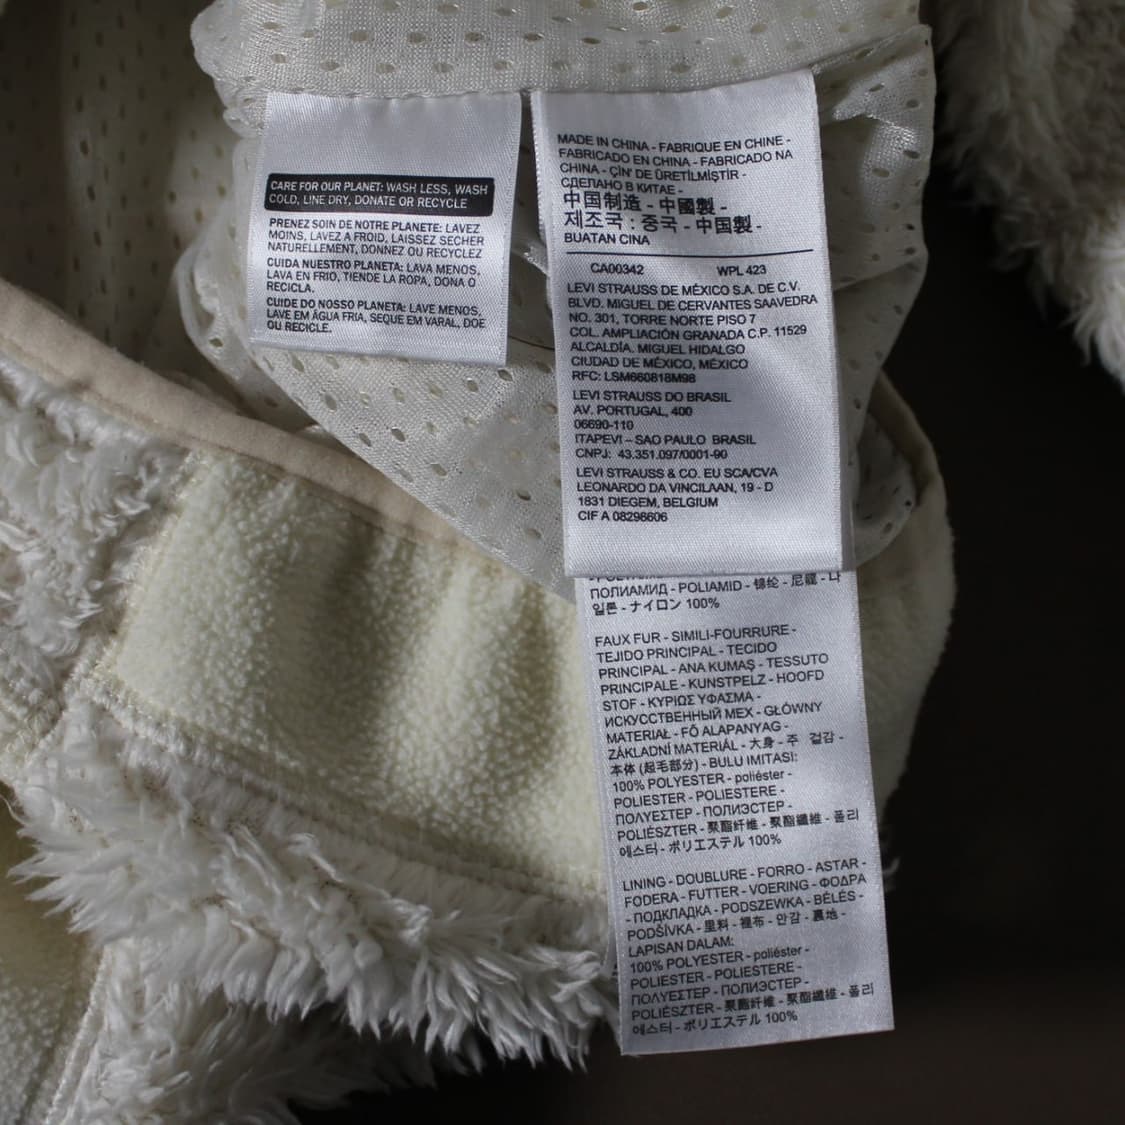 CARE FOR OUR PLANET: WASH LESS, WASH
COLD, LINE DRY, DONATE OR RECYCLE
PRENEZ SOIN DE NOTRE PLANETE: LAVEZ
MOINS, LAVEZ A FROID, LAISSEZ SECHER
NATURELLEMENT, DONNEZ OU RECYCLEZ
CUIDA NUESTRO PLANETA: LAVA MENOS,
LAVA EN FRIO, TIENDE LA ROPA, DONA O
RECICLA.
CUIDE DO NOSSO PLANETA: LAVE MENOS,
LAVE EM ÁGUA FRIA, SEQUE EM VARAL, DOE
OU RECICLE.
MADE IN CHINA - FABRIQUE EN CHINE -
FABRICADO EN CHINA - FABRICADO NA
CHINA - ÇİN' DE ÜRETİLMİŞTİR -
СДЕЛАНО В КИТАЕ -
中国制造 - 中國製 -
제조국 : 중국 - 中国製 -
BUATAN CINA
CA00342 WPL 423
LEVI STRAUSS DE MÉXICO S.A. DE C.V.
BLVD. MIGUEL DE CERVANTES SAAVEDRA
NO. 301, TORRE NORTE PISO 7
COL. AMPLIACIÓN GRANADA C.P. 11529
ALCALDÍA. MIGUEL HIDALGO
CIUDAD DE MÉXICO, MÉXICO
RFC: LSM660818M98
LEVI STRAUSS DO BRASIL
AV. PORTUGAL, 400
06690-110
ITAPEVI – SAO PAULO BRASIL
CNPJ: 43.351.097/0001-90
LEVI STRAUSS & CO. EU SCA/CVA
LEONARDO DA VINCILAAN, 19 - D
1831 DIEGEM, BELGIUM
CIF A 08298606
ПОЛИАМИД - POLIAMID - 锦纶 - 尼龍 - 나
일론 - ナイロン 100%
FAUX FUR - SIMILI-FOURRURE -
TEJIDO PRINCIPAL - TECIDO
PRINCIPAL - ANA KUMAŞ - TESSUTO
PRINCIPALE - KUNSTPELZ - HOOFD
STOF - ΚΥΡΙΩΣ ΥΦΑΣΜΑ -
ИСКУССТВЕННЫЙ МЕХ - GŁÓWNY
MATERIAŁ - FŐ ALAPANYAG -
ZÁKLADNÍ MATERIÁL - 大身 - 주 겉감 -
本体 (起毛部分) - BULU IMITASI:
100% POLYESTER - poliéster -
POLIESTER - POLIESTERE -
ΠΟΛΥΕΣΤΕΡ - ПОЛИЭСТЕР -
POLIÉSZTER - 聚酯纤维 - 聚酯纖維 - 폴리
에스터 - ポリエステル 100%
LINING - DOUBLURE - FORRO - ASTAR -
FODERA - FUTTER - VOERING - ΦΟΔΡΑ
- ПОДКЛАДКА - PODSZEWKA - BÉLÉS -
PODŠÍVKA - 里料 - 裡布 - 안감 - 裏地 -
LAPISAN DALAM:
100% POLYESTER - poliéster -
POLIESTER - POLIESTERE -
ΠΟΛΥΕΣΤΕΡ - ПОЛИЭСТЕР -
POLIÉSZTER - 聚酯纤维 - 聚酯纖維 - 폴리
에스터 - ポリエステル 100%